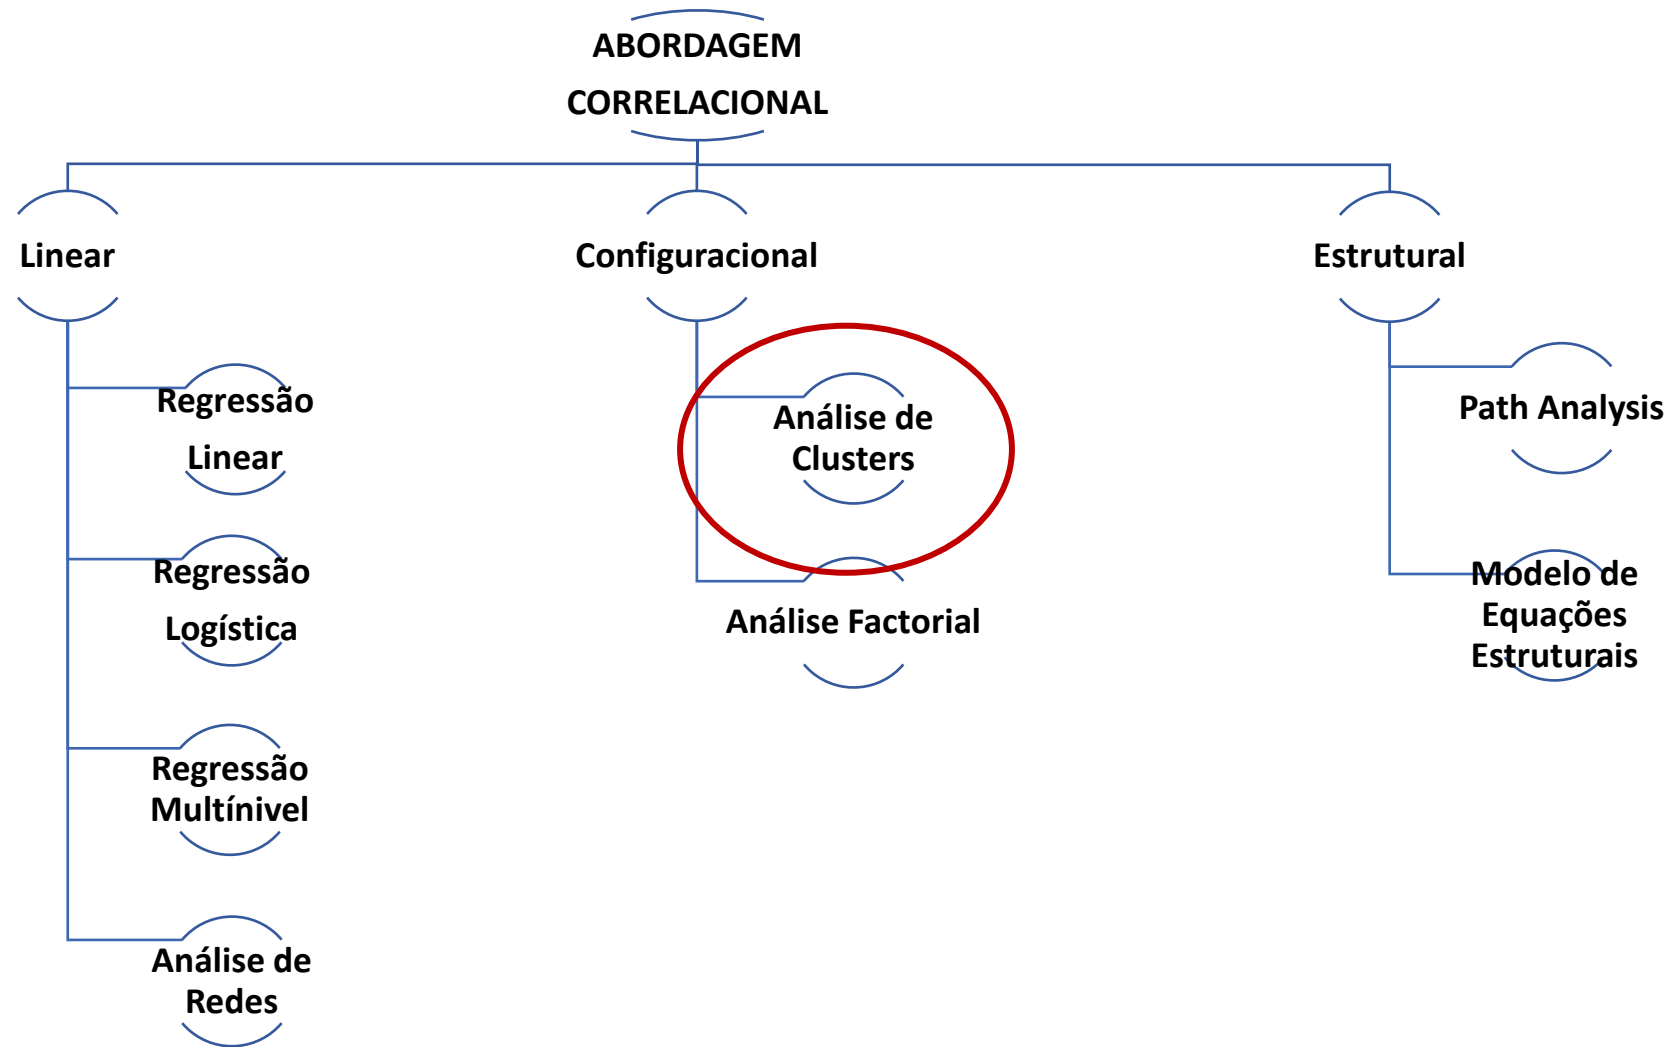 ABORDAGEM
CORRELACIONAL
Linear
Configuracional
Estrutural
Regressão
Linear
Regressão
Logística
Regressão
Multínivel
Análise de
Redes
Análise de
Clusters
Análise Factorial
Path Analysis
Modelo de
Equações
Estruturais